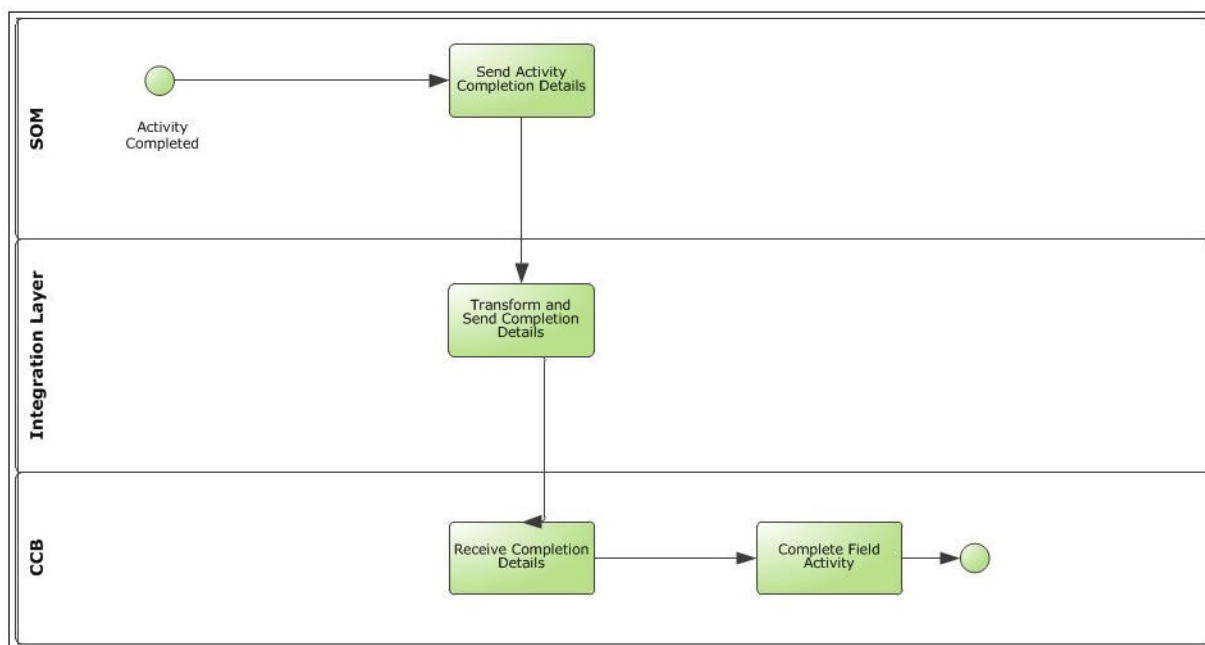 SOM
Activity
Completed
Send Activity
Completion Details
Integration Layer
Transform and
Send Completion
Details
CCB
Receive Completion
Details
Complete Field
Activity